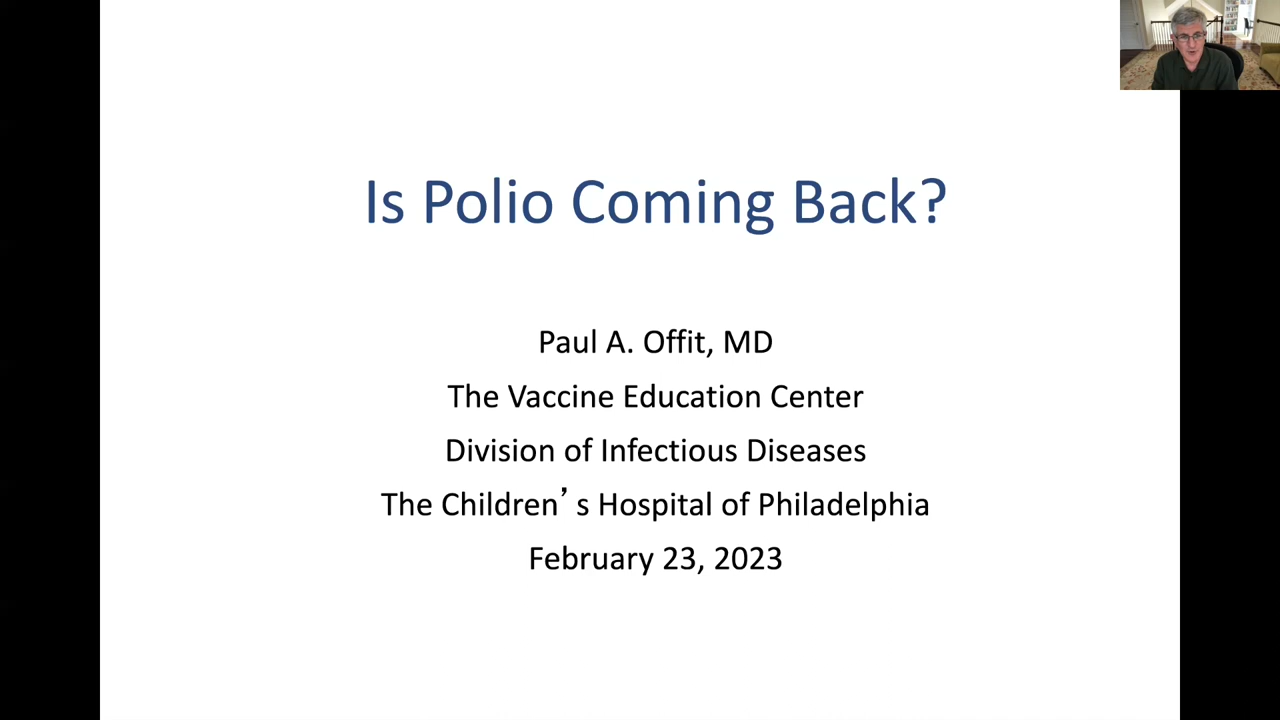 Is Polio Coming Back?
Paul A. Offit, MD
The Vaccine Education Center
Division of Infectious Diseases
The Children’s Hospital of Philadelphia
February 23, 2023